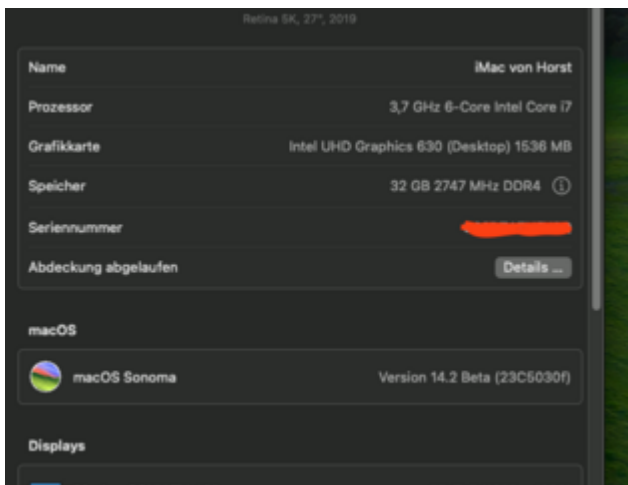 Retina 5K, 27", 2019
Name iMac von Horst
Prozessor 3,7 GHz 6-Core Intel Core i7
Grafikkarte Intel UHD Graphics 630 (Desktop) 1536 MB
Speicher 32 GB 2747 MHz DDR4
Seriennummer
Abdeckung abgelaufen Details ...
macOS
macOS Sonoma Version 14.2 Beta (23C5030f)
Displays